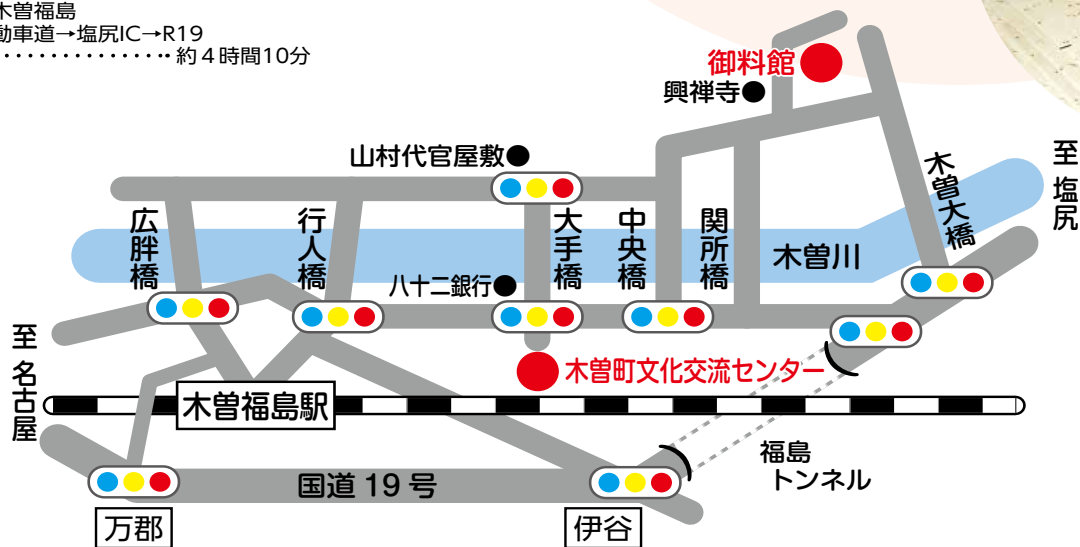 木曽福島
動車道→塩尻IC→R19
約４時間10分
御料館
興禅寺
山村代官屋敷
至塩尻
木曽大橋
広胖橋
行人橋
大手橋
中央橋
関所橋
木曽川
八十二銀行
至名古屋
木曽町文化交流センター
木曽福島駅
福島
トンネル
国道 19 号
万郡
伊谷